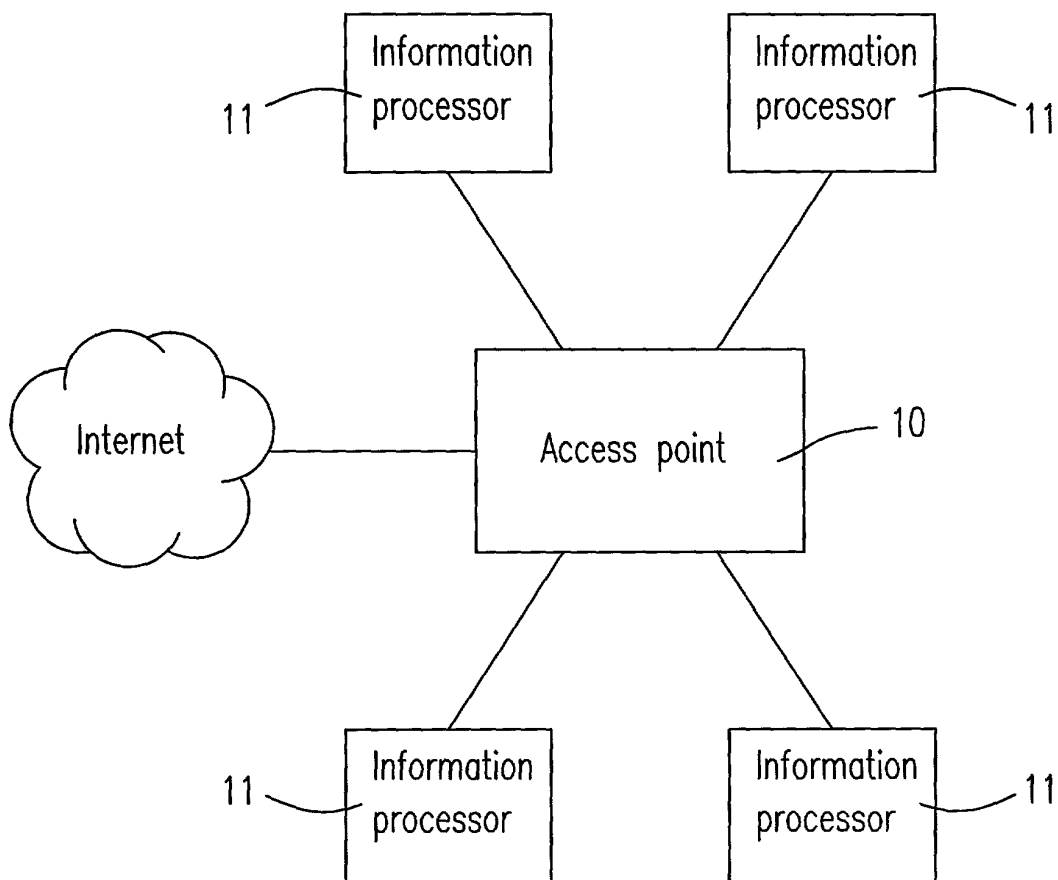 Information
processor
11
Information
processor
11
Internet
Access point
10
Information
processor
11
Information
processor
11